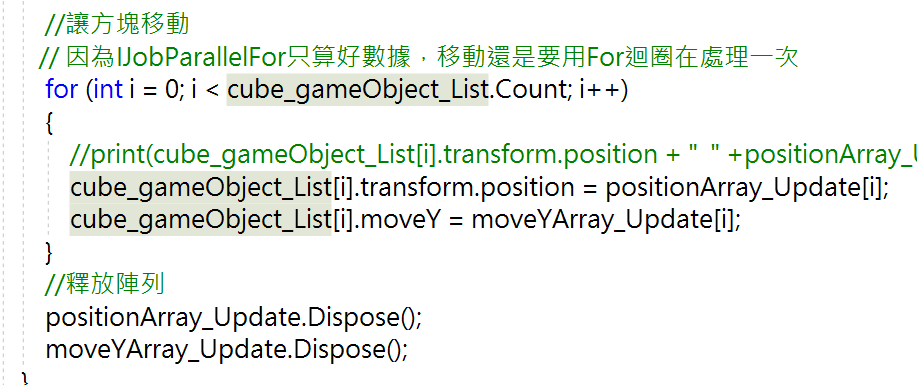 //讓方塊移動
// 因為IJobParallelFor只算好數據，移動還是要用For迴圈在處理一次
for (int i = 0; i < cube_gameObject_List.Count; i++)
{
//print(cube_gameObject_List[i].transform.position + "  " +positionArray_U
cube_gameObject_List[i].transform.position = positionArray_Update[i];
cube_gameObject_List[i].moveY = moveYArray_Update[i];
}
//釋放陣列
positionArray_Update.Dispose();
moveYArray_Update.Dispose();
}